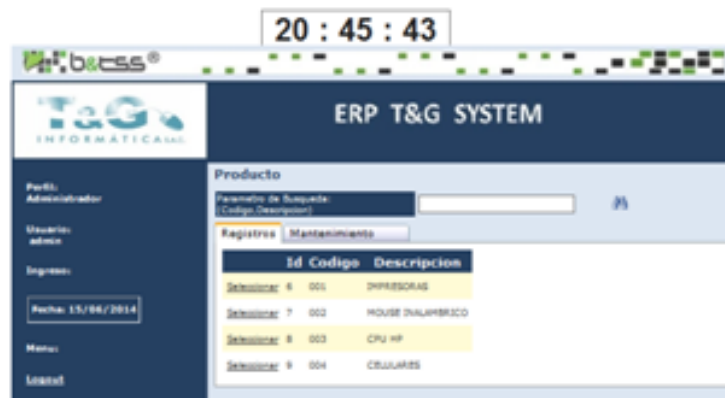 20 : 45 : 43
b&tss®
T&G
INFORMÁTICA S.A.C.
ERP T&G SYSTEM
Perfil:
Administrador
Usuario:
admin
Ingreso:
Fecha: 15/06/2014
Menu:
Logout
Producto
Parametro de Busqueda:
(Codigo,Descripcion)
Registros Mantenimiento
Id Codigo Descripcion
Seleccionar 6 001 IMPRESORAS
Seleccionar 7 002 MOUSE INALAMBRICO
Seleccionar 8 003 CPU HP
Seleccionar 9 004 CELULARES